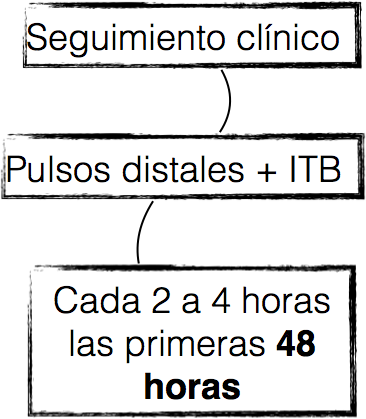 Seguimiento clínico
Pulsos distales + ITB
Cada 2 a 4 horas
las primeras 48
horas